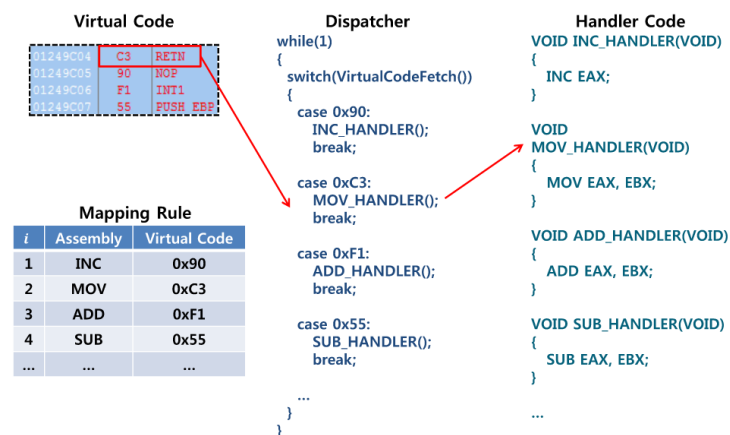 Virtual Code
01249C04 C3 RETN
01249C05 90 NOP
01249C06 F1 INT1
01249C07 55 PUSH EBP
Mapping Rule
i Assembly Virtual Code
1 INC 0x90
2 MOV 0xC3
3 ADD 0xF1
4 SUB 0x55
... ... ...
Dispatcher
while(1)
{
switch(VirtualCodeFetch())
{
case 0x90:
INC_HANDLER();
break;
case 0xC3:
MOV_HANDLER();
break;
case 0xF1:
ADD_HANDLER();
break;
case 0x55:
SUB_HANDLER();
break;
...
}
}
Handler Code
VOID INC_HANDLER(VOID)
{
INC EAX;
}
VOID
MOV_HANDLER(VOID)
{
MOV EAX, EBX;
}
VOID ADD_HANDLER(VOID)
{
ADD EAX, EBX;
}
VOID SUB_HANDLER(VOID)
{
SUB EAX, EBX;
}
...